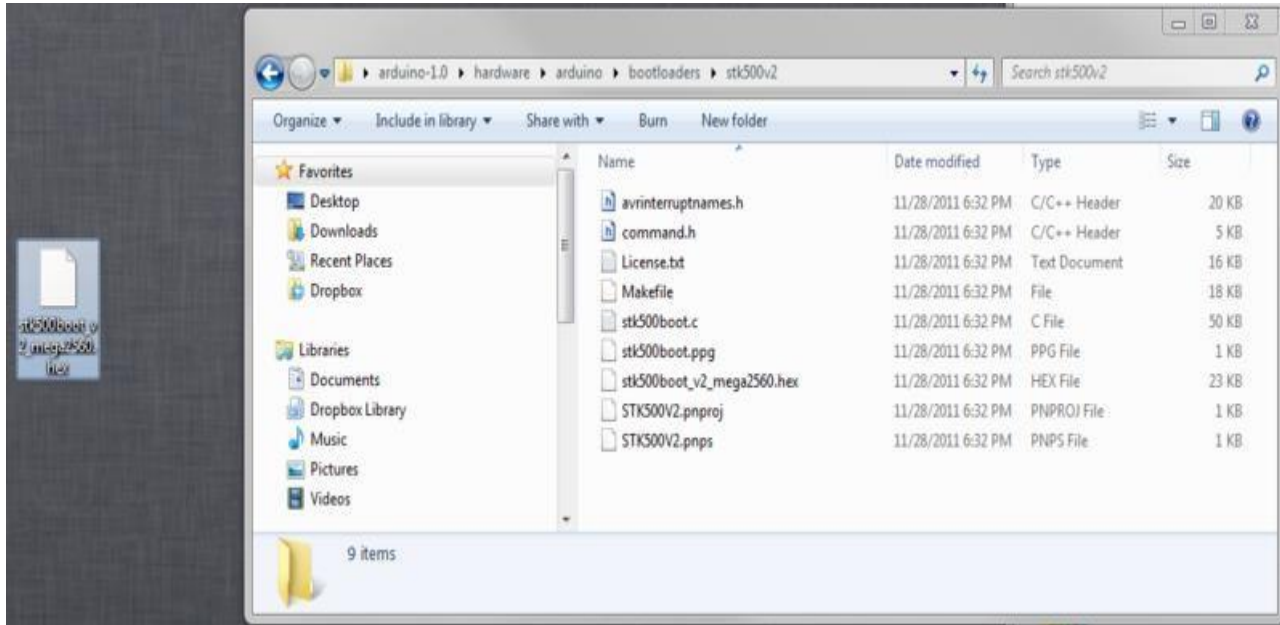 arduino-1.0 hardware arduino bootloaders stk500v2 Search stk500v2
Organize Include in library Share with Burn New folder
Favorites
Desktop
Downloads
Recent Places
Dropbox
Libraries
Documents
Dropbox Library
Music
Pictures
Videos
Name Date modified Type Size
avrinterruptnames.h 11/28/2011 6:32 PM C/C++ Header 20 KB
command.h 11/28/2011 6:32 PM C/C++ Header 5 KB
License.txt 11/28/2011 6:32 PM Text Document 16 KB
Makefile 11/28/2011 6:32 PM File 18 KB
stk500boot.c 11/28/2011 6:32 PM C File 50 KB
stk500boot.ppg 11/28/2011 6:32 PM PPG File 1 KB
stk500boot_v2_mega2560.hex 11/28/2011 6:32 PM HEX File 23 KB
STK500V2.pnproj 11/28/2011 6:32 PM PNPROJ File 1 KB
STK500V2.pnps 11/28/2011 6:32 PM PNPS File 1 KB
9 items
stk500boot_v
2_mega2560.
hex